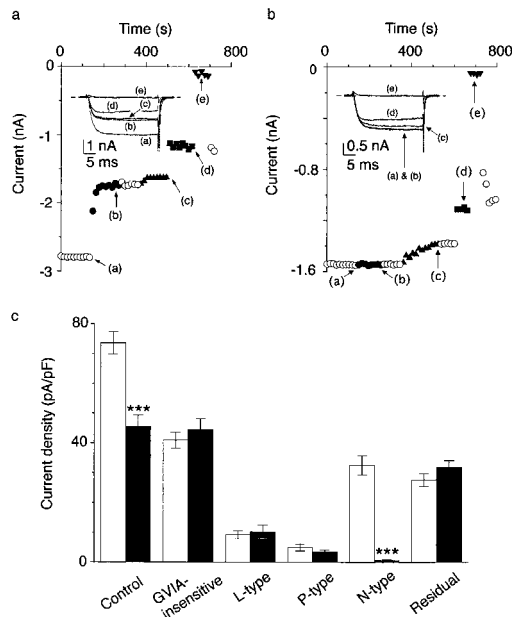 a
Time (s)
0 400 800
0
-1
-2
-3
Current (nA)
(e)
(d)
(c)
(b)
(a)
1 nA
5 ms
(e)
(d)
(c)
(b)
(a)
b
Time (s)
0 400 800
0
-0.8
-1.6
Current (nA)
(e)
(d)
(c)
(a) & (b)
0.5 nA
5 ms
(e)
(d)
(a)
(b)
(c)
c
80
40
0
Current density (pA/pF)
***
***
Control
GVIA-insensitive
L-type
P-type
N-type
Residual